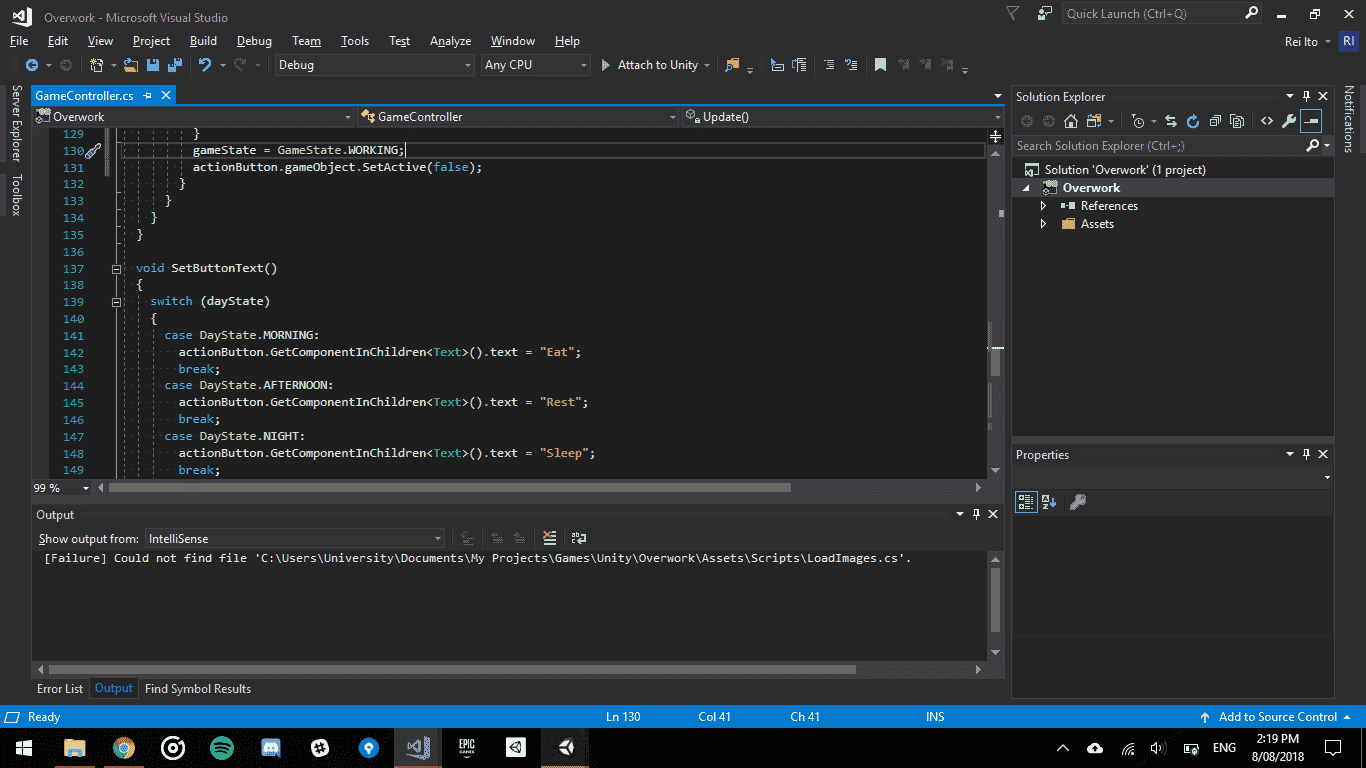 Overwork - Microsoft Visual Studio
Quick Launch (Ctrl+Q)
File Edit View Project Build Debug Team Tools Test Analyze Window Help
Rei Ito RI
Debug Any CPU Attach to Unity
Server Explorer
Toolbox
GameController.cs
Overwork GameController Update()
129 }
130 gameState = GameState.WORKING;
131 actionButton.gameObject.SetActive(false);
132 }
133 }
134 }
135 }
136
137 void SetButtonText()
138 {
139 switch (dayState)
140 {
141 case DayState.MORNING:
142 actionButton.GetComponentInChildren<Text>().text = "Eat";
143 break;
144 case DayState.AFTERNOON:
145 actionButton.GetComponentInChildren<Text>().text = "Rest";
146 break;
147 case DayState.NIGHT:
148 actionButton.GetComponentInChildren<Text>().text = "Sleep";
149 break;
99 %
Output
Show output from: IntelliSense
[Failure] Could not find file 'C:\Users\University\Documents\My Projects\Games\Unity\Overwork\Assets\Scripts\LoadImages.cs'.
Error List Output Find Symbol Results
Solution Explorer
Search Solution Explorer (Ctrl+;)
Solution 'Overwork' (1 project)
Overwork
References
Assets
Properties
Notifications
Ready Ln 130 Col 41 Ch 41 INS Add to Source Control
EPIC
GAMES
ENG
2:19 PM
8/08/2018